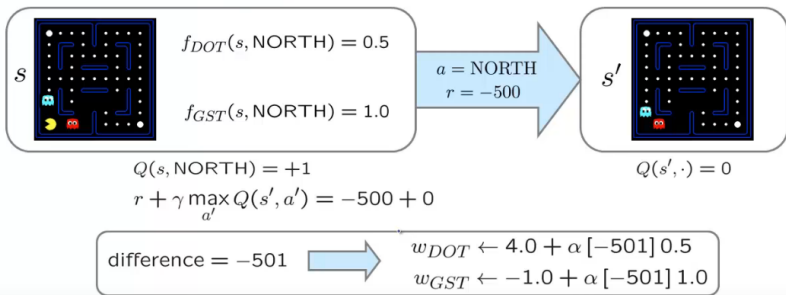 s
f_DOT(s, NORTH) = 0.5
f_GST(s, NORTH) = 1.0
a = NORTH
r = −500
s′
Q(s, NORTH) = +1
Q(s′, ·) = 0
r + γ max_a′ Q(s′, a′) = −500 + 0
difference = −501
w_DOT ← 4.0 + α [−501] 0.5
w_GST ← −1.0 + α [−501] 1.0